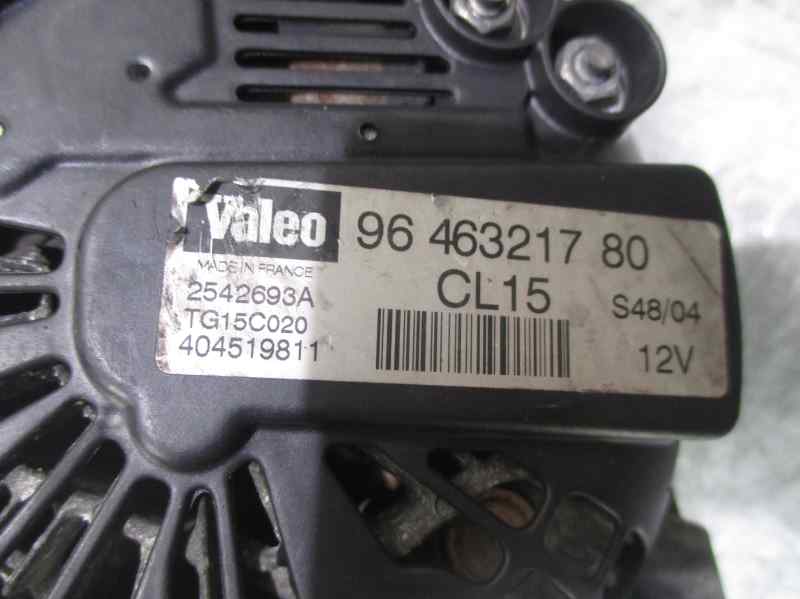 Valeo
96 463217 80
MADE IN FRANCE
CL15
2542693A
S48/04
TG15C020
404519811
12V